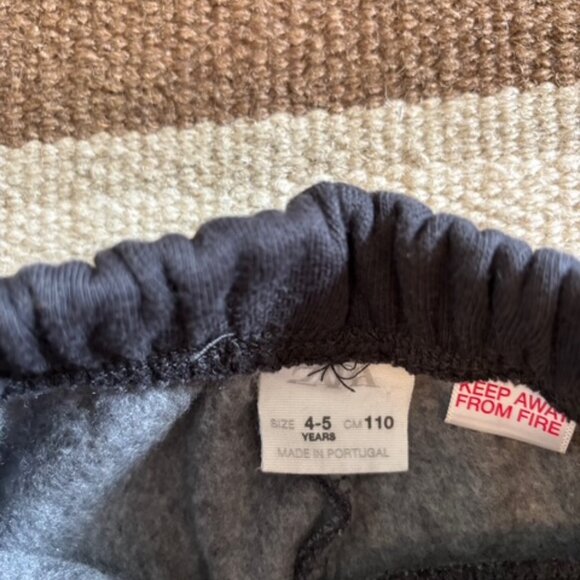 SIZE 4-5 CM 110
YEARS
MADE IN PORTUGAL
KEEP AWAY
FROM FIRE